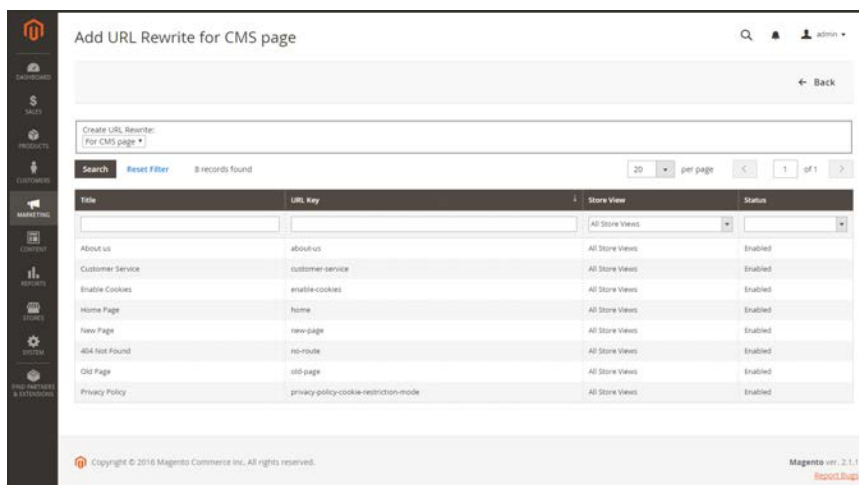 Add URL Rewrite for CMS page
admin
DASHBOARD
← Back
SALES
Create URL Rewrite:
For CMS page
PRODUCTS
Search Reset Filter 8 records found 20 per page 1 of 1
CUSTOMERS
Title URL Key ↓ Store View Status
MARKETING
All Store Views
CONTENT
About us about-us All Store Views Enabled
Customer Service customer-service All Store Views Enabled
REPORTS
Enable Cookies enable-cookies All Store Views Enabled
Home Page home All Store Views Enabled
STORES
New Page new-page All Store Views Enabled
SYSTEM
404 Not Found no-route All Store Views Enabled
Old Page old-page All Store Views Enabled
FIND PARTNERS
& EXTENSIONS
Privacy Policy privacy-policy-cookie-restriction-mode All Store Views Enabled
Copyright © 2016 Magento Commerce Inc. All rights reserved.
Magento ver. 2.1.1
Report Bugs